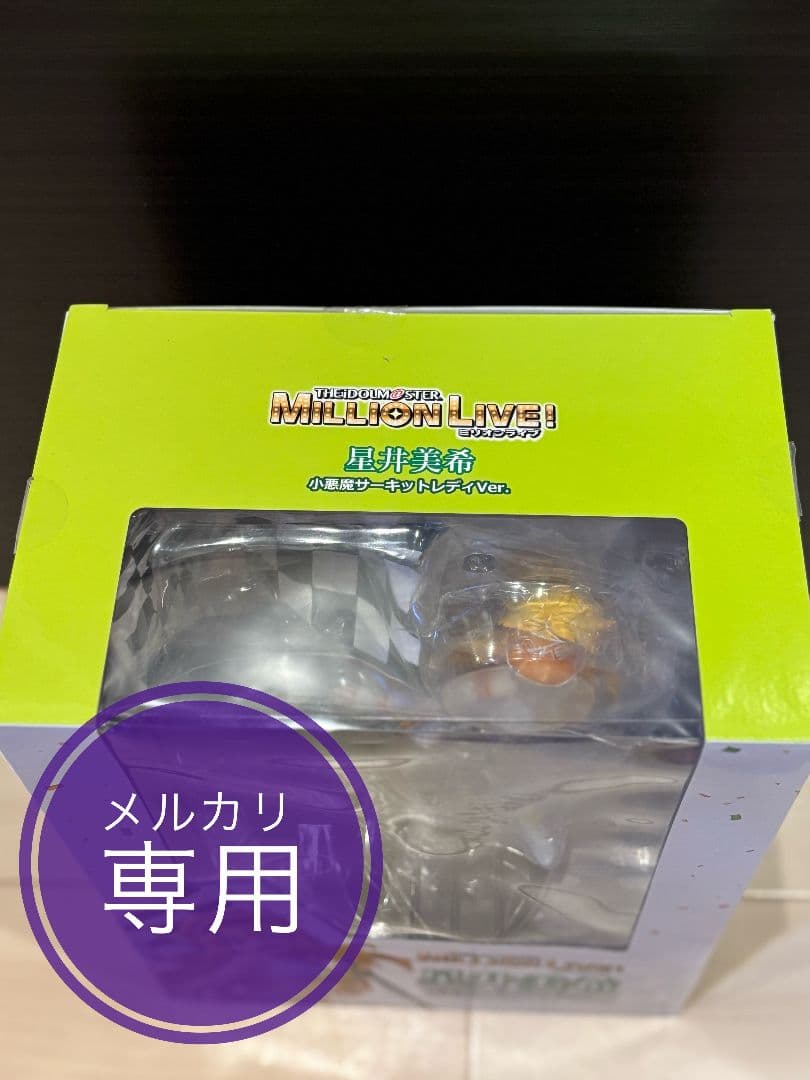 THE iDOLM@STER
MILLION LIVE!
ミリオンライブ
星井美希
小悪魔サーキットレディVer.
メルカリ
専用